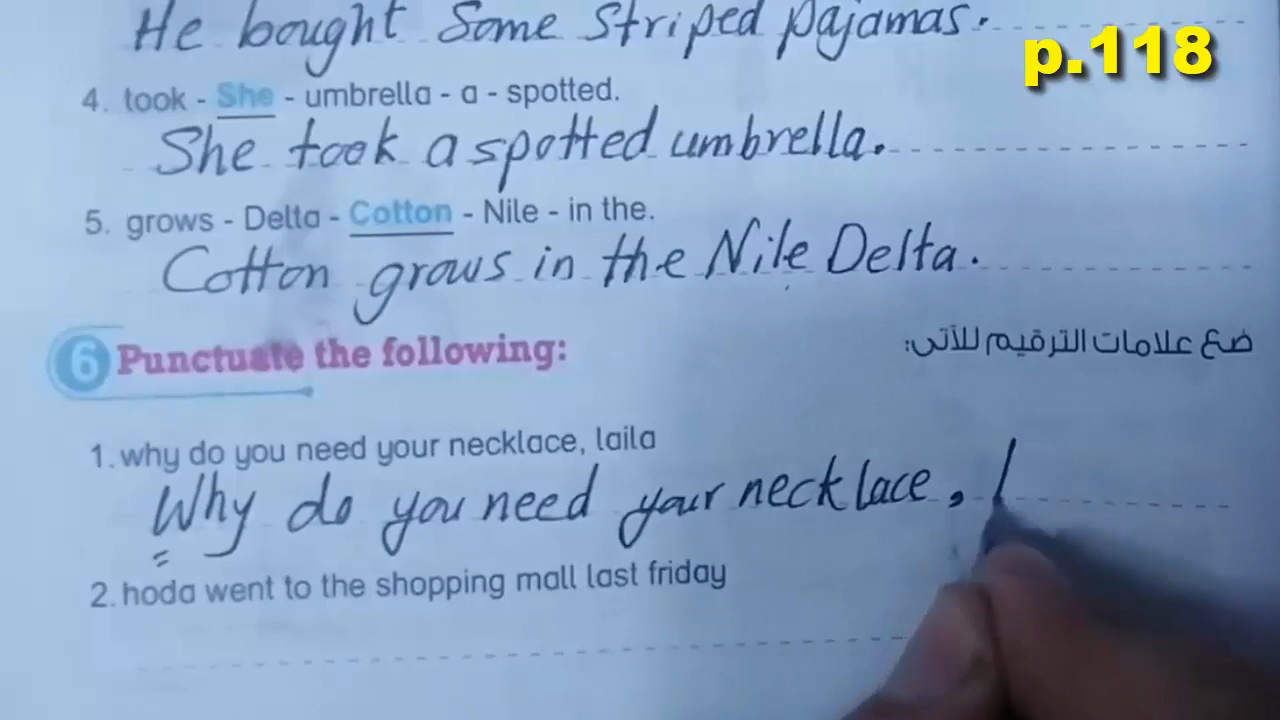 He bought some striped pajamas.
p.118
4. took - She - umbrella - a - spotted.
She took a spotted umbrella.
5. grows - Delta - Cotton - Nile - in the.
Cotton grows in the Nile Delta.
6 Punctuate the following:
ضع علامات الترقيم للآتى:
1. why do you need your necklace, laila
Why do you need your necklace,
2. hoda went to the shopping mall last friday